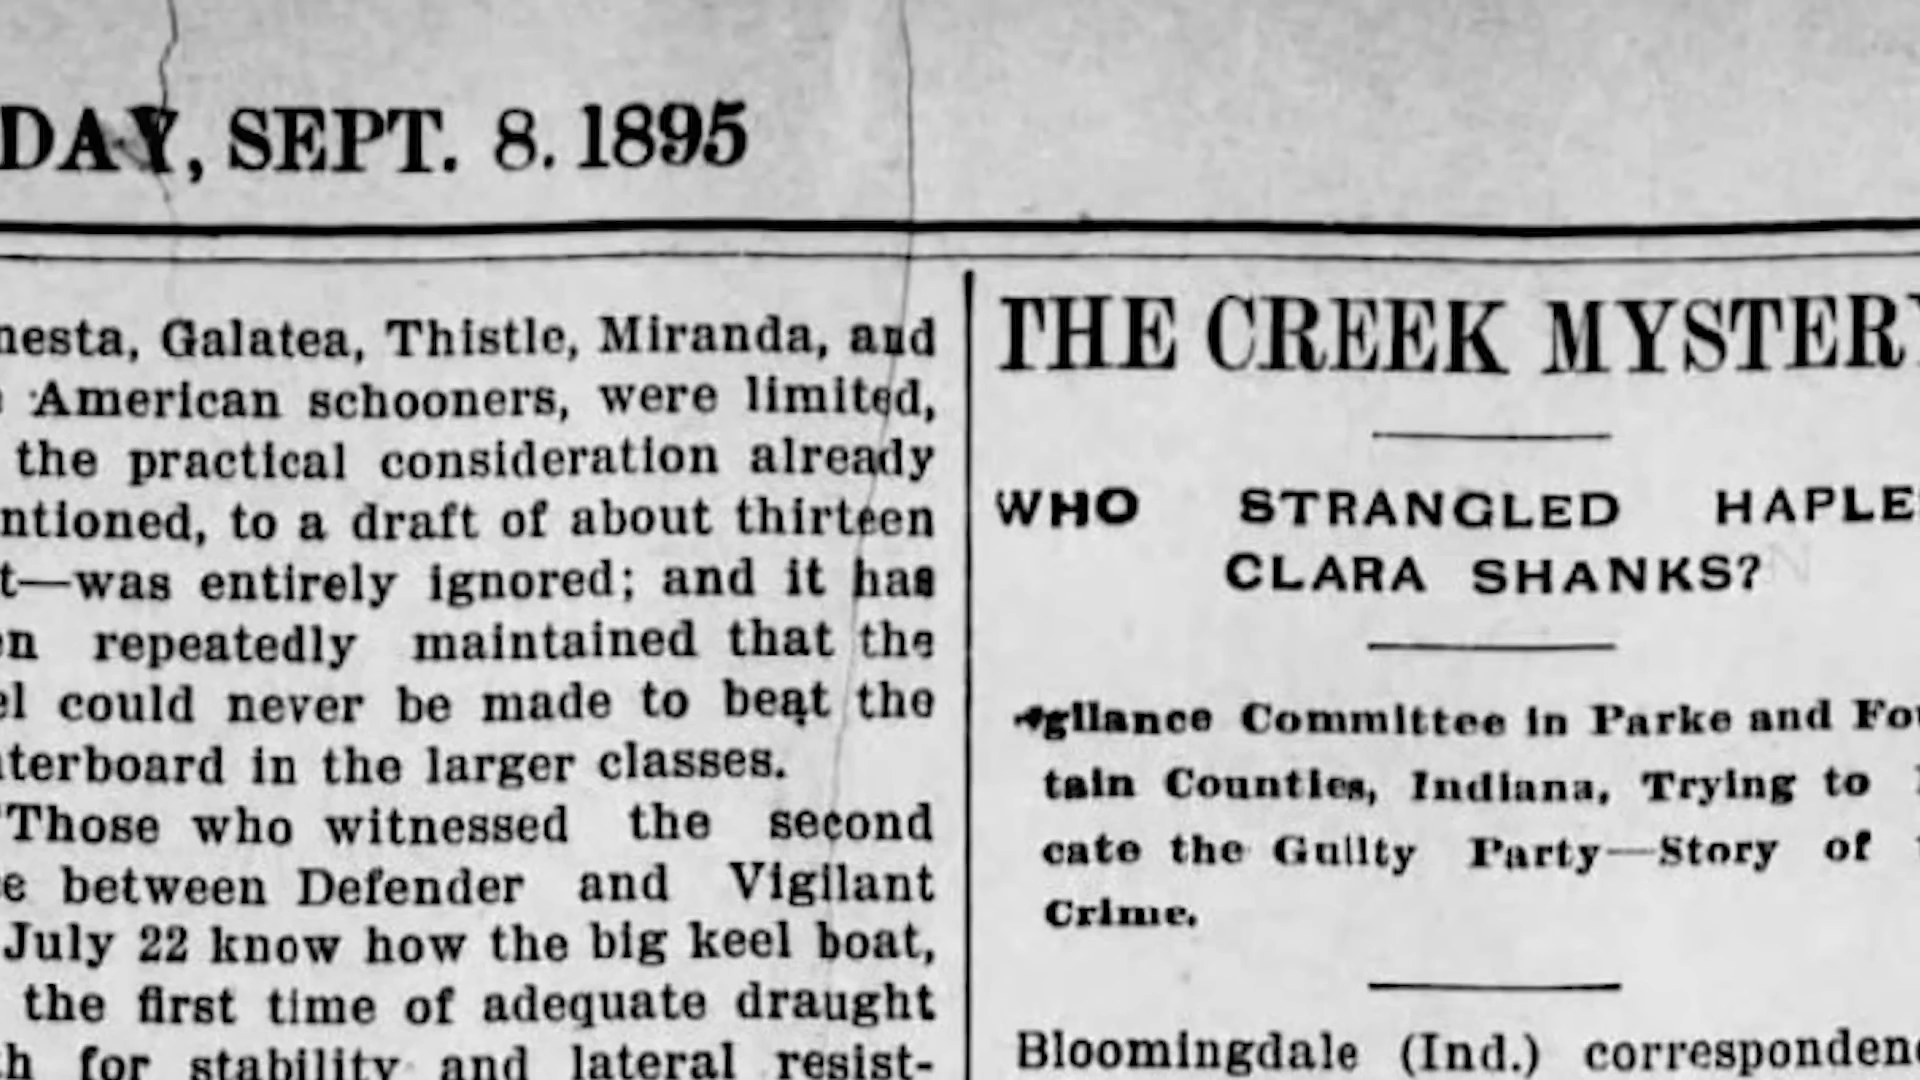 DAY, SEPT. 8. 1895
nesta, Galatea, Thistle, Miranda, and
American schooners, were limited,
the practical consideration already
ntioned, to a draft of about thirteen
t—was entirely ignored; and it has
en repeatedly maintained that the
el could never be made to beat the
terboard in the larger classes.
"Those who witnessed the second
e between Defender and Vigilant
July 22 know how the big keel boat,
the first time of adequate draught
th for stability and lateral resist-
THE CREEK MYSTERY
WHO STRANGLED HAPLE
CLARA SHANKS?
gilance Committee in Parke and Fou
tain Counties, Indiana, Trying to
cate the Guilty Party—Story of
Crime.
Bloomingdale (Ind.) corresponden